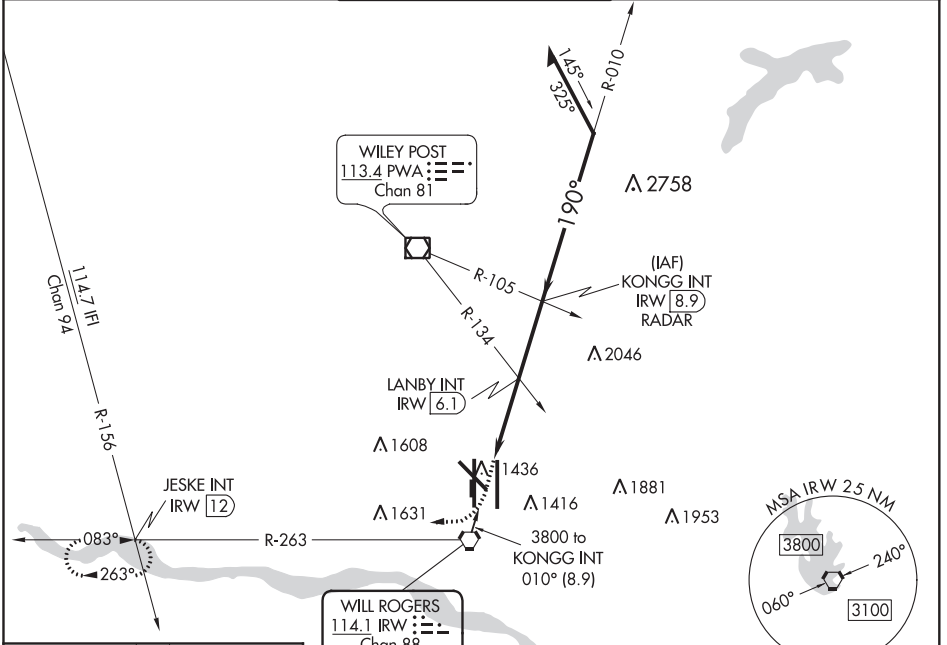 R-010
145°
325°
WILEY POST
113.4 PWA
Chan 81
190°
2758
114.7 IFI
Chan 94
R-105
(IAF)
KONGG INT
IRW 8.9
RADAR
R-134
2046
LANBY INT
IRW 6.1
R-156
1608
1436
JESKE INT
IRW 12
1631
1416
1881
1953
083°
R-263
263°
3800 to
KONGG INT
010° (8.9)
MSA IRW 25 NM
3800
240°
060°
3100
WILL ROGERS
114.1 IRW
Chan 88